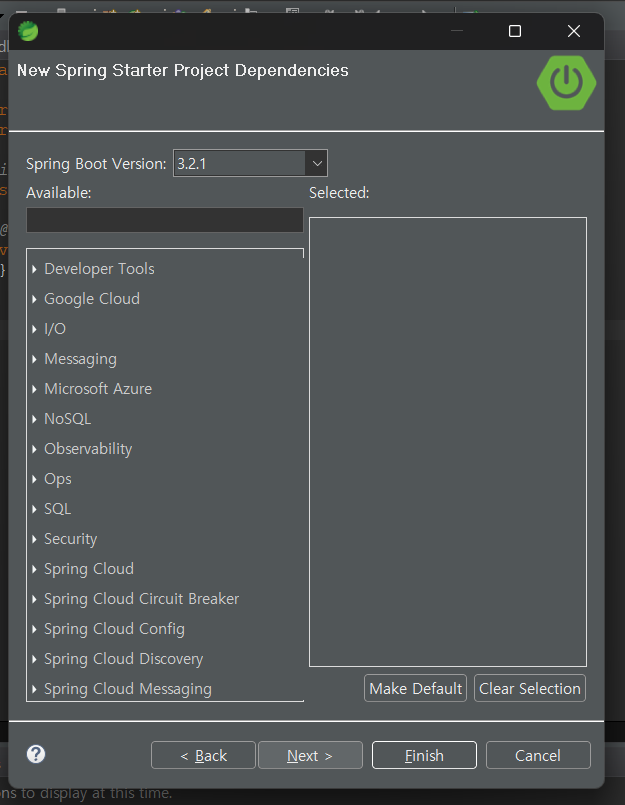 New Spring Starter Project Dependencies
Spring Boot Version: 3.2.1
Available: Selected:
Developer Tools
Google Cloud
I/O
Messaging
Microsoft Azure
NoSQL
Observability
Ops
SQL
Security
Spring Cloud
Spring Cloud Circuit Breaker
Spring Cloud Config
Spring Cloud Discovery
Spring Cloud Messaging
Make Default Clear Selection
? < Back Next > Finish Cancel
ns to display at this time.